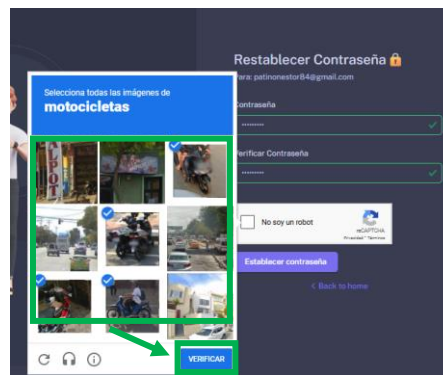 Restablecer Contraseña
Para: patinonestor84@gmail.com
Contraseña
Verificar Contraseña
Selecciona todas las imágenes de
motocicletas
No soy un robot
reCAPTCHA
Privacidad - Términos
Establecer contraseña
< Back to home
VERIFICAR